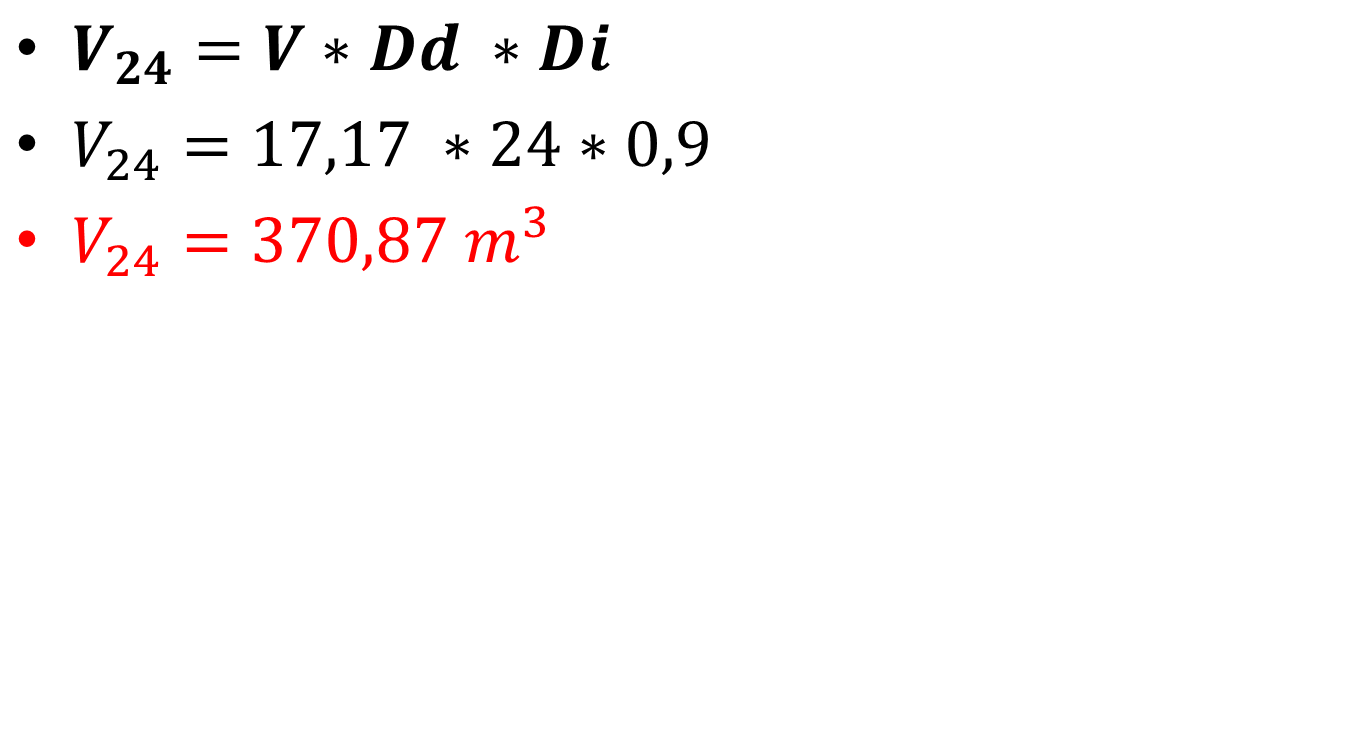 • V₂₄ = V ∗ Dd ∗ Di
• V₂₄ = 17,17 ∗ 24 ∗ 0,9
• V₂₄ = 370,87 m³